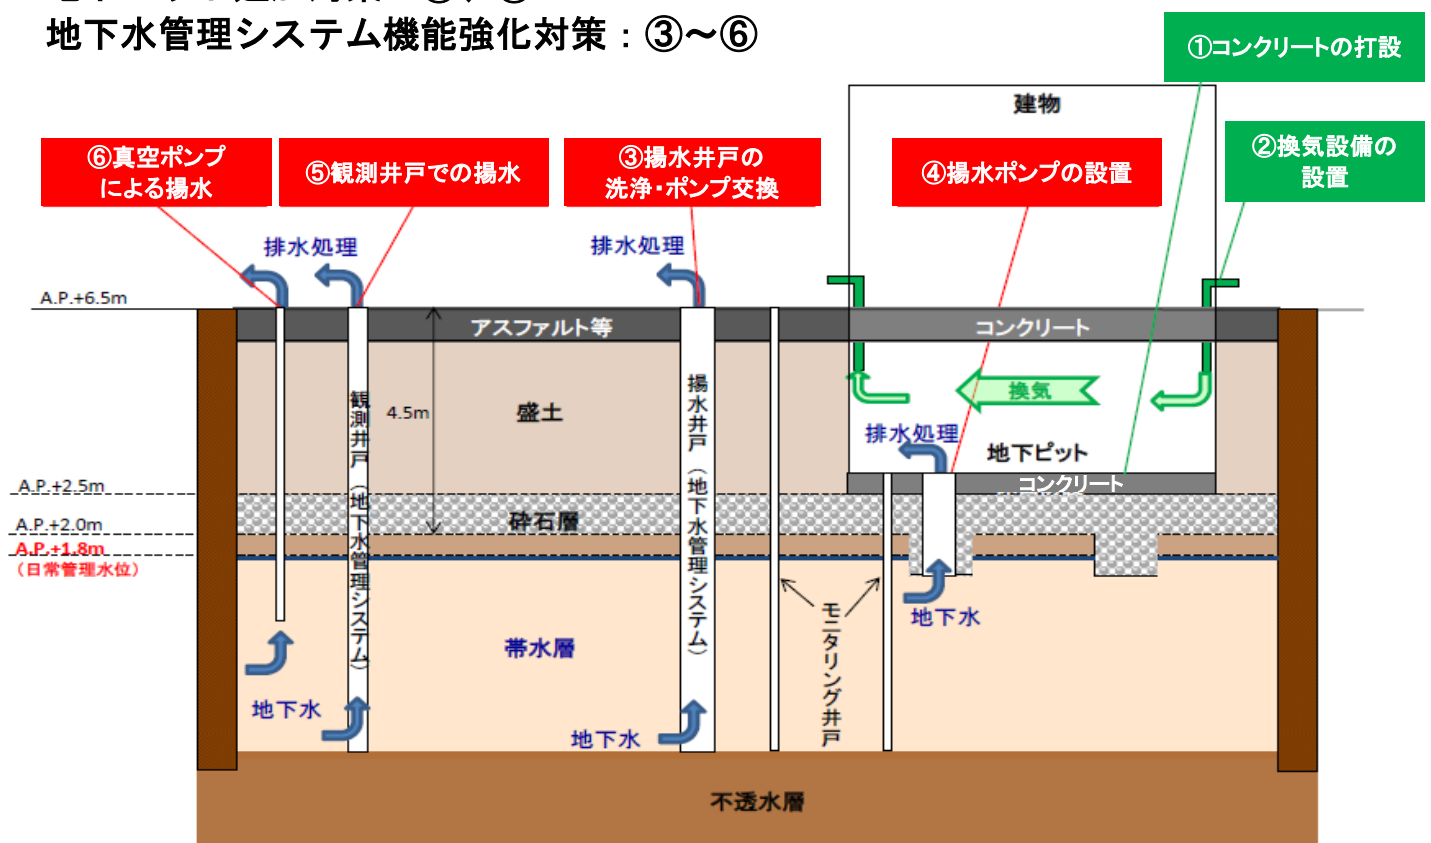 地下水管理システム機能強化対策：③～⑥
①コンクリートの打設
建物
②換気設備の
設置
⑥真空ポンプ
による揚水
⑤観測井戸での揚水
③揚水井戸の
洗浄・ポンプ交換
④揚水ポンプの設置
排水処理
排水処理
A.P.+6.5m
アスファルト等
コンクリート
観測井戸（地下水管理システム）
4.5m
盛土
揚水井戸（地下水管理システム）
換気
排水処理
地下ピット
コンクリート
A.P.+2.5m
砕石層
A.P.+2.0m
A.P.+1.8m
（日常管理水位）
地下水
モニタリング井戸
帯水層
地下水
地下水
不透水層